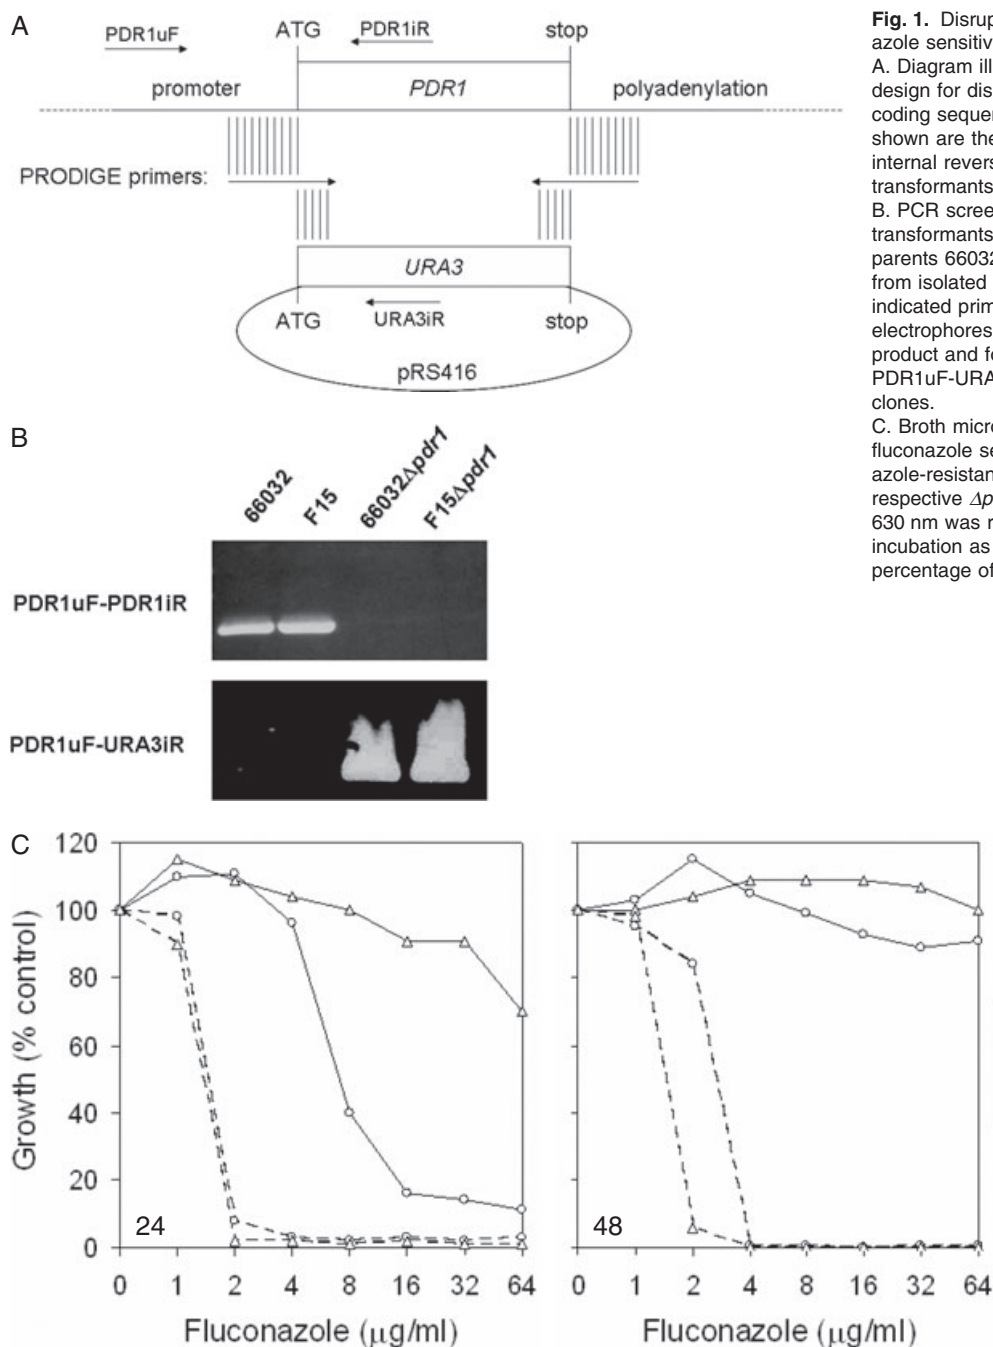 A
PDR1uF
ATG
PDR1iR
stop
promoter
PDR1
polyadenylation
PRODIGE primers:
URA3
ATG
URA3iR
stop
pRS416
B
66032
F15
66032Δpdr1
F15Δpdr1
PDR1uF-PDR1iR
PDR1uF-URA3iR
C
Growth (% control)
120
100
80
60
40
20
0
24
0 1 2 4 8 16 32 64
Fluconazole (μg/ml)
48
0 1 2 4 8 16 32 64
Fluconazole (μg/ml)
Fig. 1. Disrup
azole sensitiv
A. Diagram ill
design for dis
coding sequer
shown are the
internal revers
transformants
B. PCR scree
transformants
parents 66032
from isolated
indicated prim
electrophores
product and fo
PDR1uF-URA
clones.
C. Broth micro
fluconazole se
azole-resistan
respective Δp
630 nm was r
incubation as
percentage of